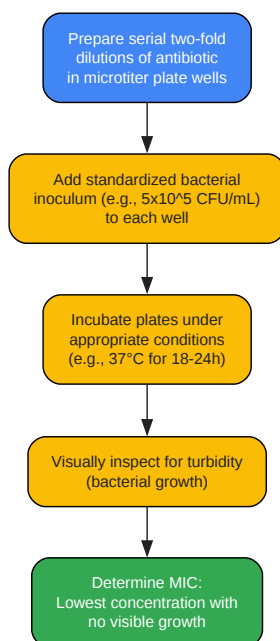 Prepare serial two-fold
dilutions of antibiotic
in microtiter plate wells
Add standardized bacterial
inoculum (e.g., 5x10^5 CFU/mL)
to each well
Incubate plates under
appropriate conditions
(e.g., 37°C for 18-24h)
Visually inspect for turbidity
(bacterial growth)
Determine MIC:
Lowest concentration with
no visible growth